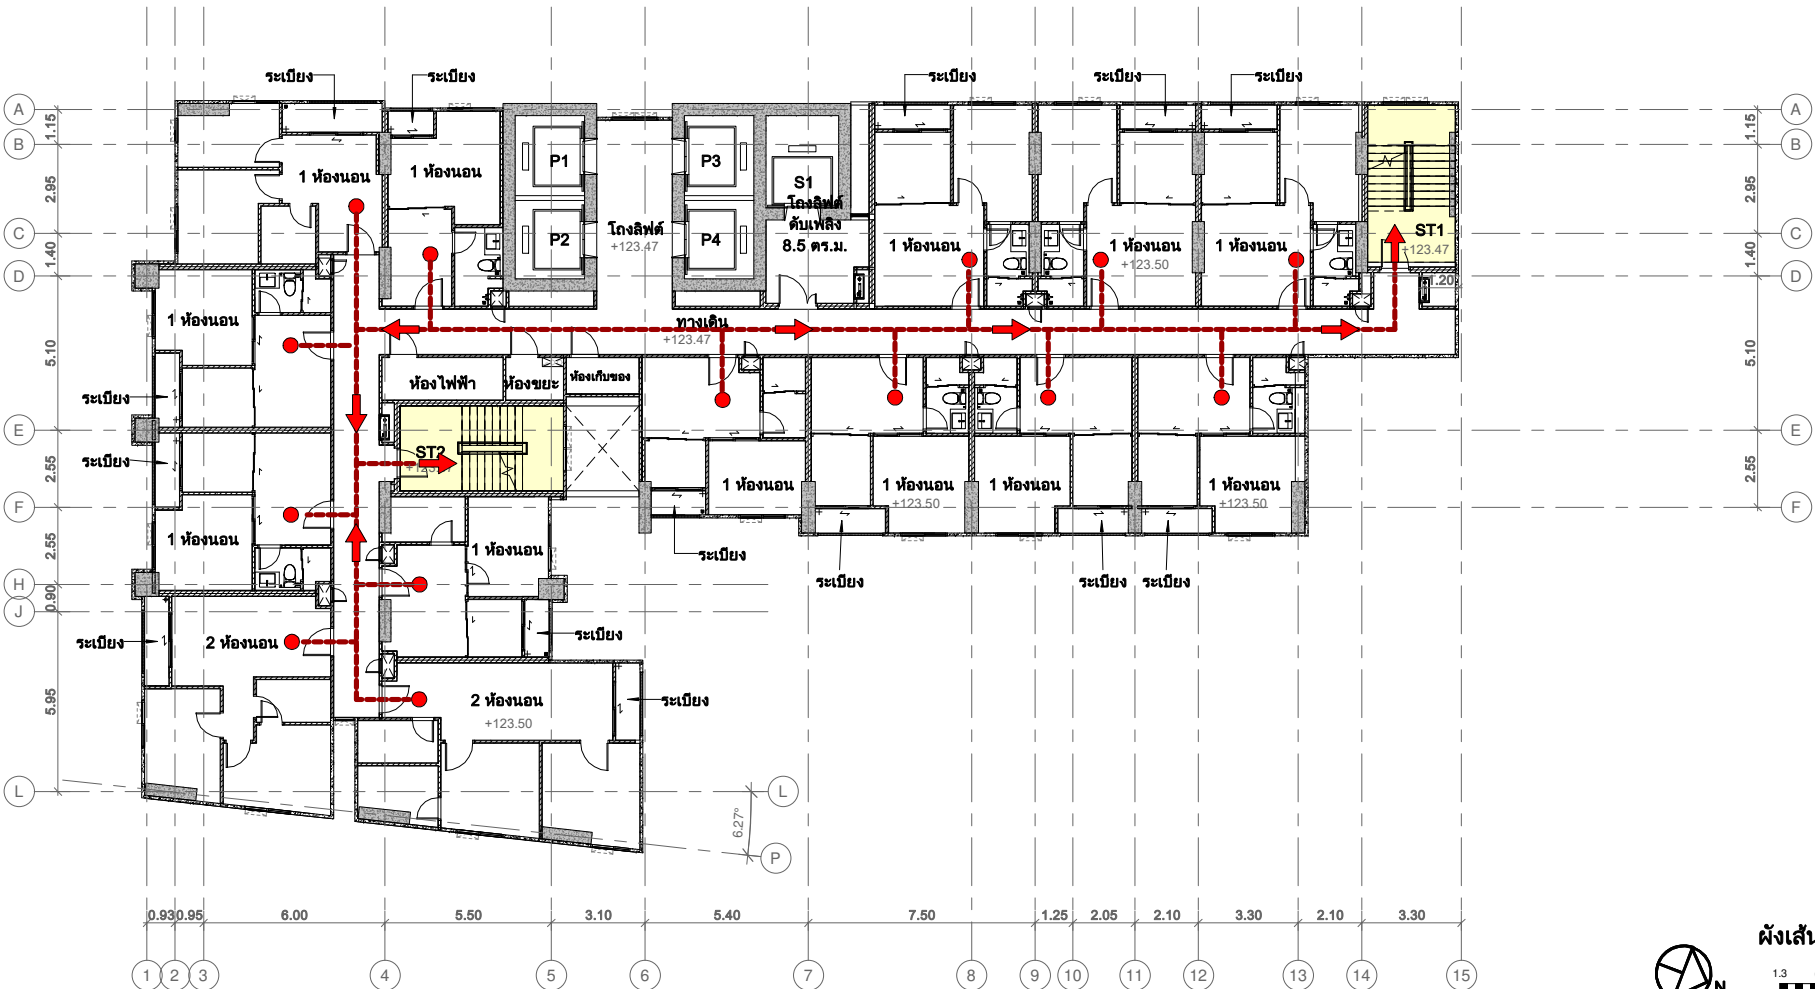 ระเบียง
ระเบียง
ระเบียง
ระเบียง
ระเบียง
A
A
1.15
1.15
B
B
P1
P3
1 ห้องนอน
1 ห้องนอน
S1
2.95
2.95
โถงลิฟต์
ดับเพลิง
8.5 ตร.ม.
C
C
P2
โถงลิฟต์
+123.47
P4
1 ห้องนอน
1 ห้องนอน
+123.50
1 ห้องนอน
ST1
+123.47
1.40
1.40
D
D
1.20
1 ห้องนอน
ทางเดิน
+123.47
5.10
5.10
ห้องไฟฟ้า
ห้องขยะ
ห้องเก็บของ
ระเบียง
E
E
ระเบียง
ST2
2.55
2.55
1 ห้องนอน
1 ห้องนอน
+123.50
1 ห้องนอน
1 ห้องนอน
+123.50
F
F
1 ห้องนอน
1 ห้องนอน
2.55
ระเบียง
ระเบียง
ระเบียง
ระเบียง
H
0.90
J
ระเบียง
2 ห้องนอน
ระเบียง
5.95
2 ห้องนอน
+123.50
ระเบียง
L
L
6.27°
P
0.93
0.95
6.00
5.50
3.10
5.40
7.50
1.25
2.05
2.10
3.30
2.10
3.30
1
2
3
4
5
6
7
8
9
10
11
12
13
14
15
N
1.3